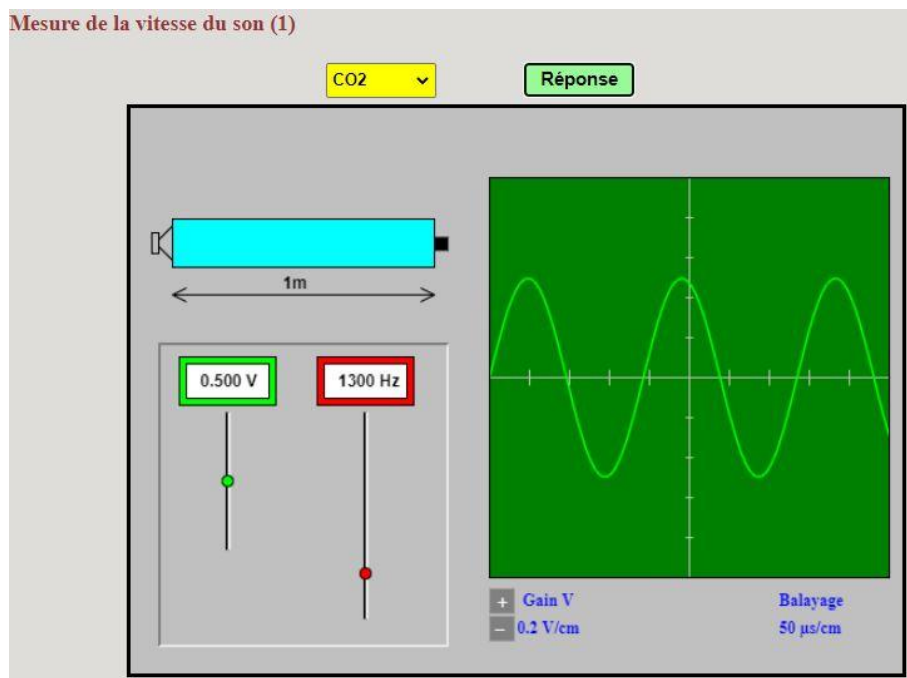 Mesure de la vitesse du son (1)
CO2
Réponse
1m
0.500 V
1300 Hz
+ Gain V
Balayage
– 0.2 V/cm
50 µs/cm